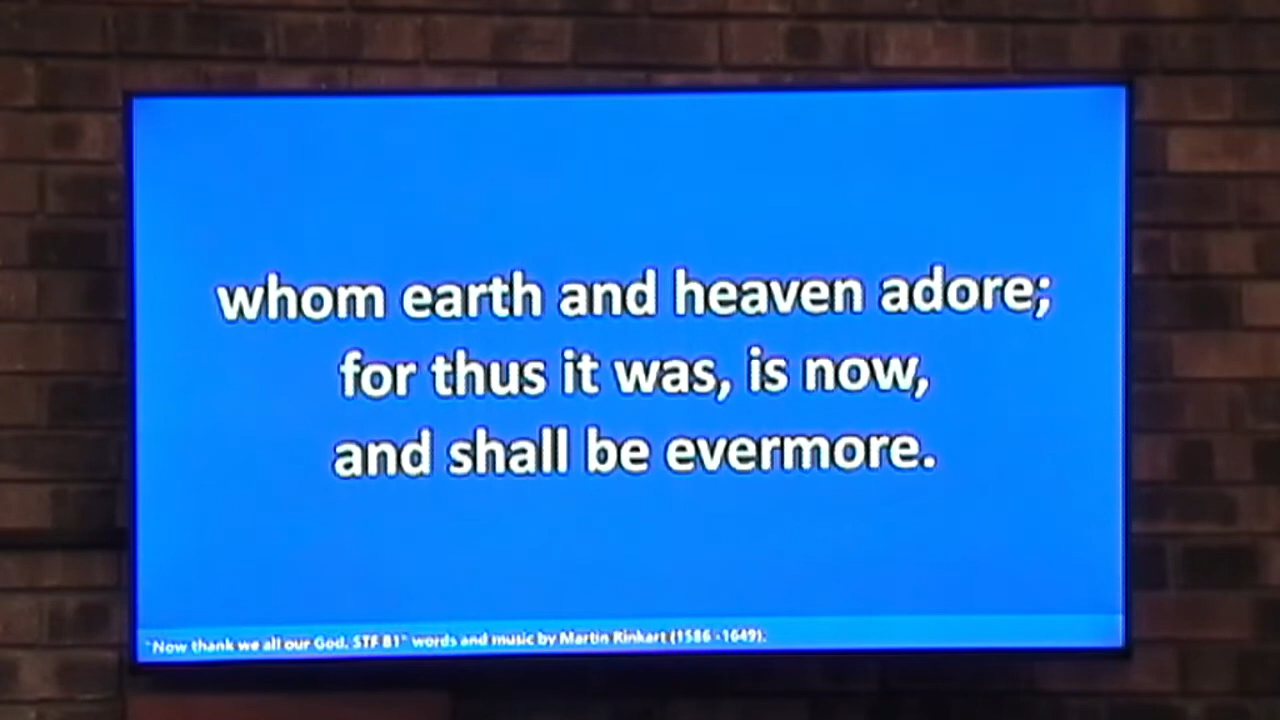 whom earth and heaven adore;
for thus it was, is now,
and shall be evermore.
"Now thank we all our God. STF 81" words and music by Martin Rinkart (1586 -1649).